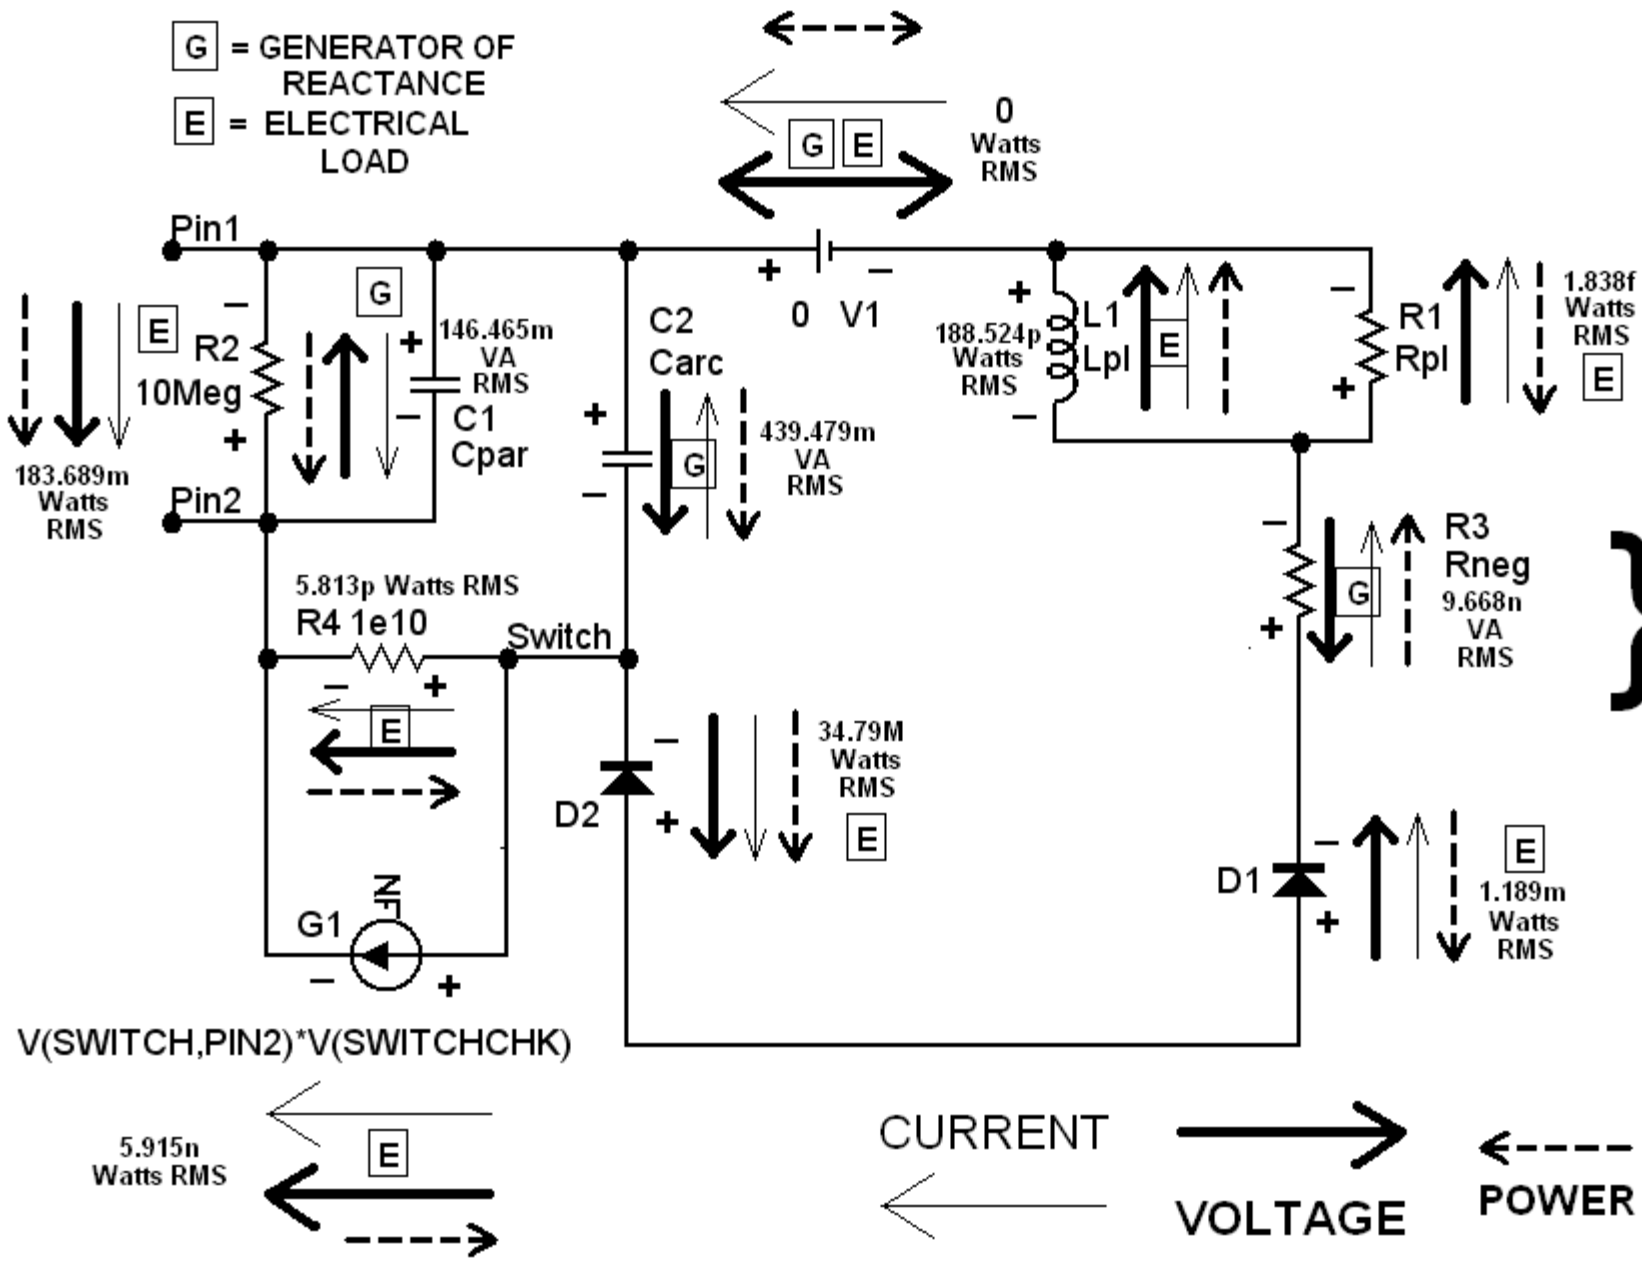 G = GENERATOR OF
REACTANCE
E = ELECTRICAL
LOAD
0
Watts
RMS
G E
Pin1
+ −
0 V1
E
−
R2
10Meg
+
183.689m
Watts
RMS
Pin2
G
+
146.465m
VA
RMS
−
C1
Cpar
C2
Carc
+
−
G
439.479m
VA
RMS
+
188.524p
Watts
RMS
−
L1
Lpl
E
−
R1
Rpl
+
1.838f
Watts
RMS
E
−
R3
Rneg
+
G
9.668n
VA
RMS
}
5.813p Watts RMS
R4 1e10
Switch
− +
E
−
D2
+
34.79M
Watts
RMS
E
−
D1
+
E
1.189m
Watts
RMS
NF
G1
− +
V(SWITCH,PIN2)*V(SWITCHCHK)
5.915n
Watts RMS
E
CURRENT
VOLTAGE
POWER